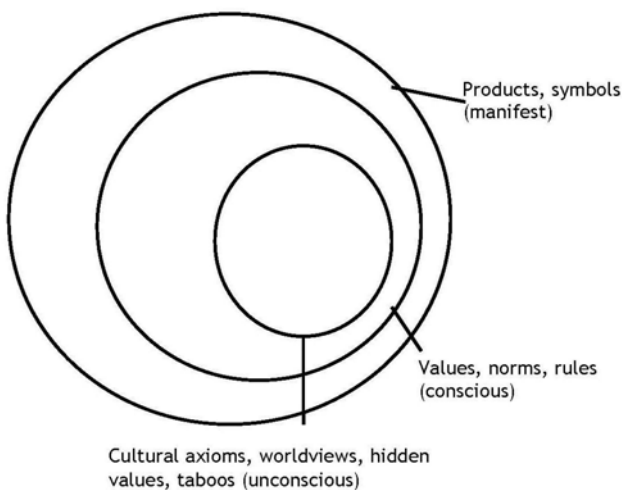 Products, symbols
(manifest)
Values, norms, rules
(conscious)
Cultural axioms, worldviews, hidden
values, taboos (unconscious)